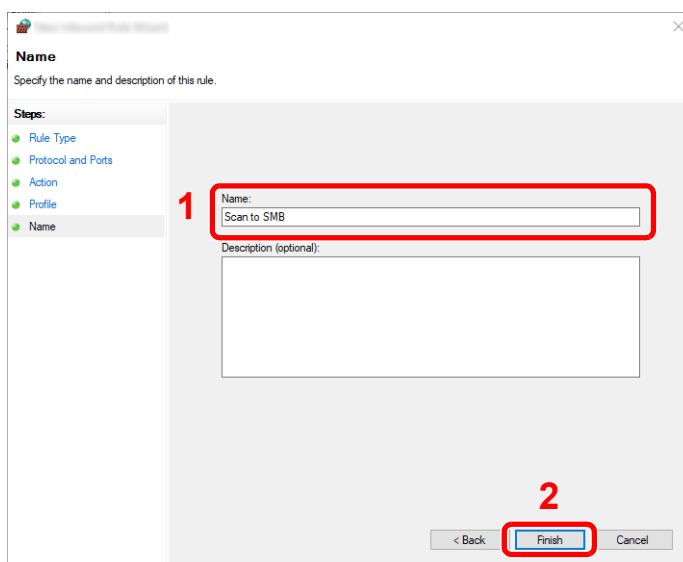 Name
Specify the name and description of this rule.
Steps:
Rule Type
Protocol and Ports
Action
Profile
Name
1
Name:
Scan to SMB
Description (optional):
2
< Back
Finish
Cancel